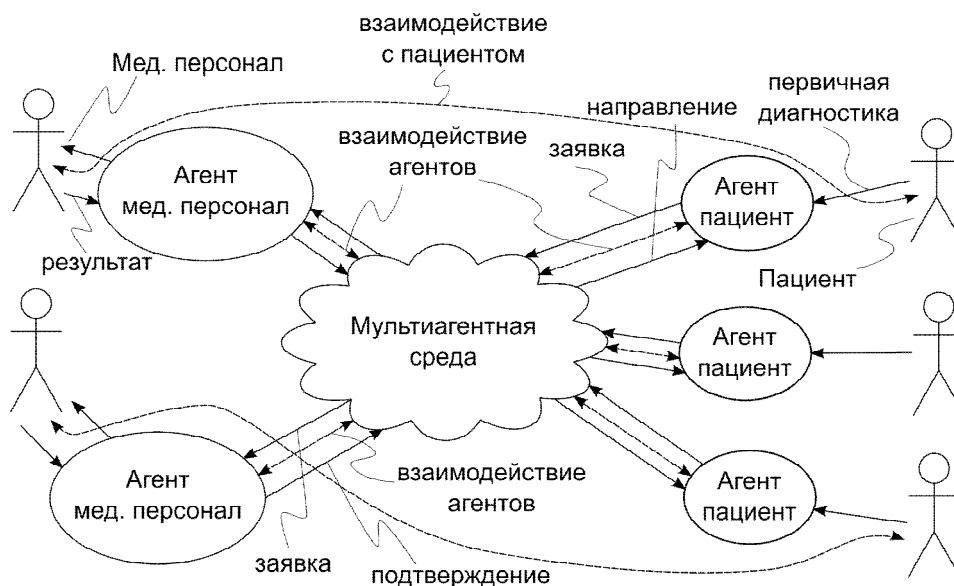 взаимодействие
с пациентом
Мед. персонал
первичная
диагностика
направление
взаимодействие
агентов
заявка
Агент
мед. персонал
Агент
пациент
результат
Пациент
Мультиагентная
среда
Агент
пациент
Агент
мед. персонал
взаимодействие
агентов
Агент
пациент
заявка
подтверждение